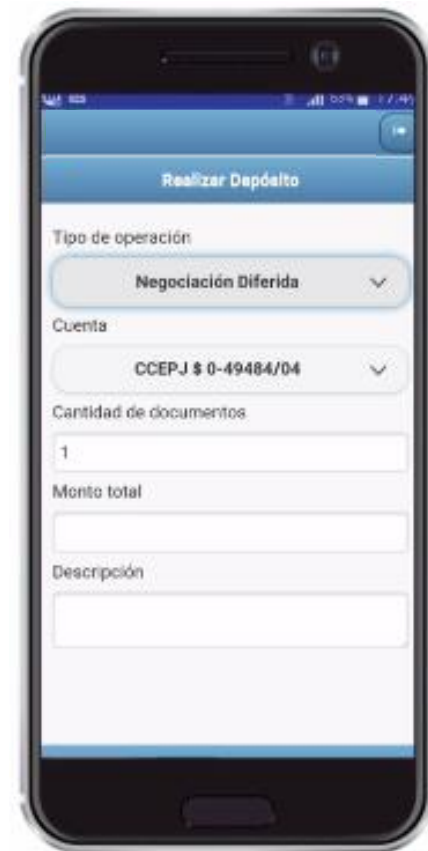 Realizar Depósito
Tipo de operación
Negociación Diferida
Cuenta
CCEPJ $ 0-49484/04
Cantidad de documentos
1
Monto total
Descripción